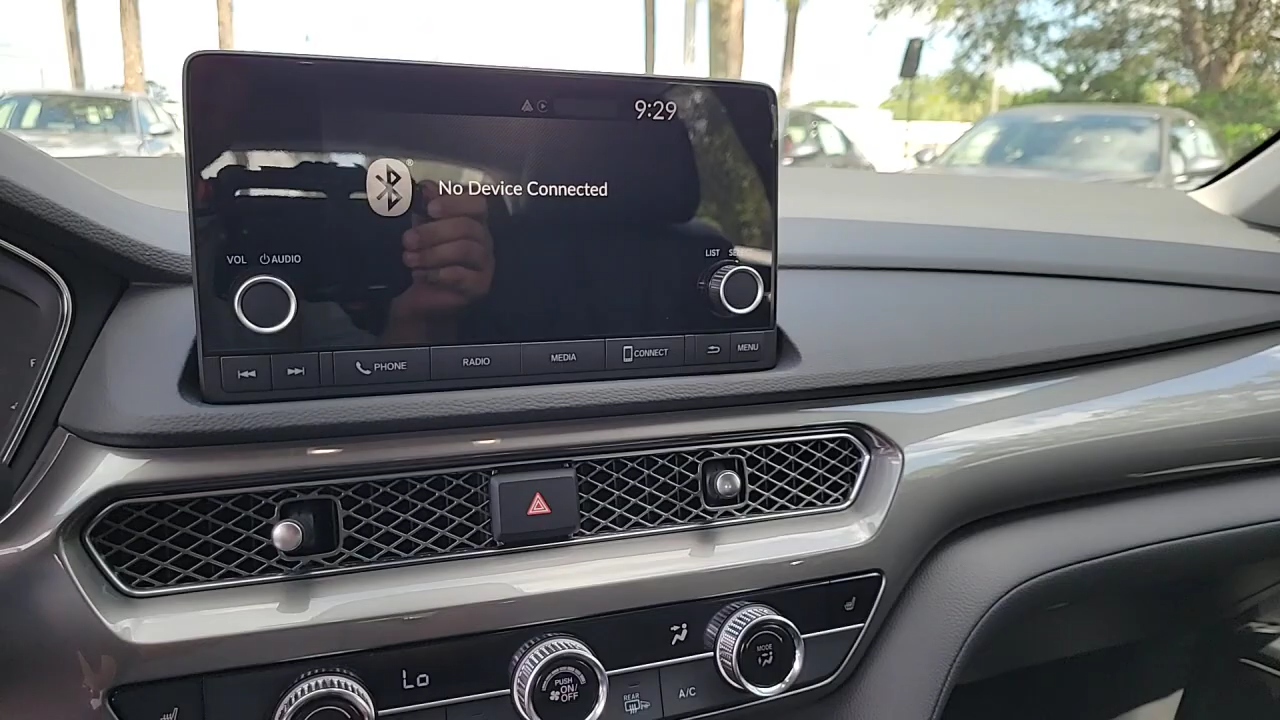 9:29
No Device Connected
VOL AUDIO
LIST
PHONE
RADIO
MEDIA
CONNECT
MENU
F
Lo
PUSH
ON/
OFF
REAR
A/C
MODE